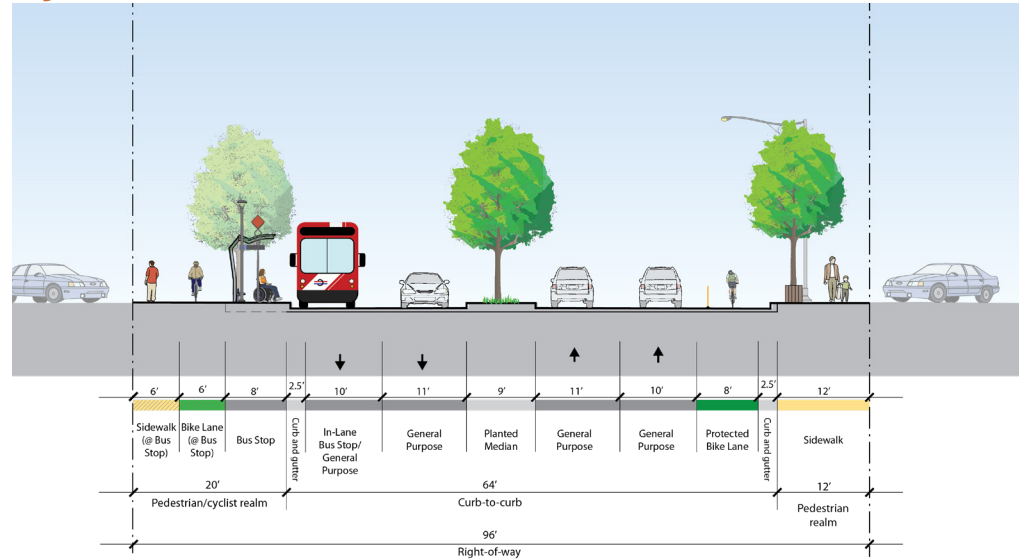 6’ 6’ 8’ 2.5’ 10’ 11’ 9’ 11’ 10’ 8’ 2.5’ 12’
Sidewalk
(@ Bus
Stop)
Bike Lane
(@ Bus
Stop)
Bus Stop
Curb and gutter
In-Lane
Bus Stop/
General
Purpose
General
Purpose
Planted
Median
General
Purpose
General
Purpose
Protected
Bike Lane
Curb and gutter
Sidewalk
20’ 64’ 12’
Pedestrian/cyclist realm
Curb-to-curb
Pedestrian
realm
96’
Right-of-way